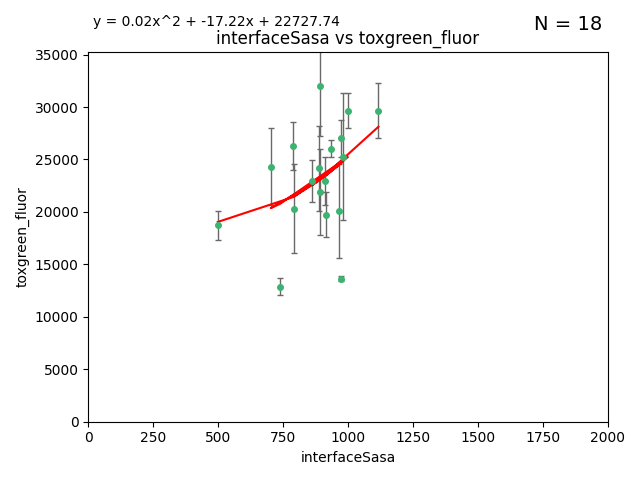 y = 0.02x^2 + -17.22x + 22727.74
N = 18
interfaceSasa vs toxgreen_fluor
35000
30000
25000
20000
15000
10000
5000
0
toxgreen_fluor
0 250 500 750 1000 1250 1500 1750 2000
interfaceSasa